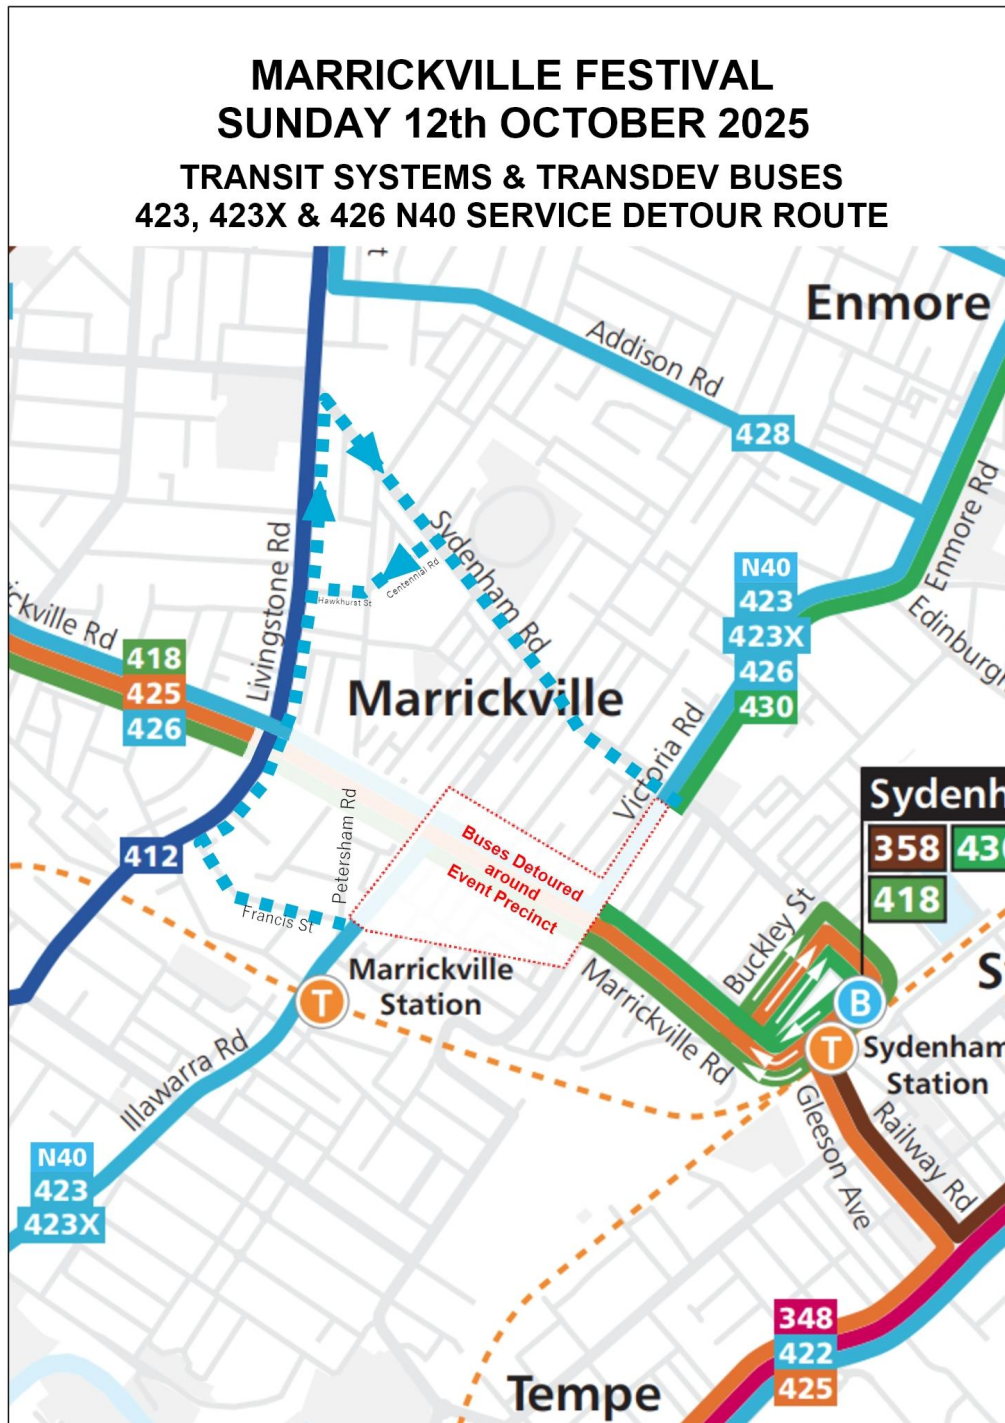 MARRICKVILLE FESTIVAL
SUNDAY 12th OCTOBER 2025
TRANSIT SYSTEMS & TRANSDEV BUSES
423, 423X & 426 N40 SERVICE DETOUR ROUTE
t
Enmore
Addison Rd
428
Enmore Rd
Sydenham Rd
Livingstone Rd
Centennial Rd
Hawkhurst St
N40
423
423X
426
430
Edinburgh
rickville Rd
418
425
426
Marrickville
Victoria Rd
Sydenh
358
430
418
412
Petersham Rd
Buses Detoured
around
Event Precinct
Francis St
Buckley St
St
Marrickville
Station
T
B
Marrickville Rd
T
Sydenham
Station
Illawarra Rd
Gleeson Ave
Railway Rd
N40
423
423X
348
422
425
Tempe